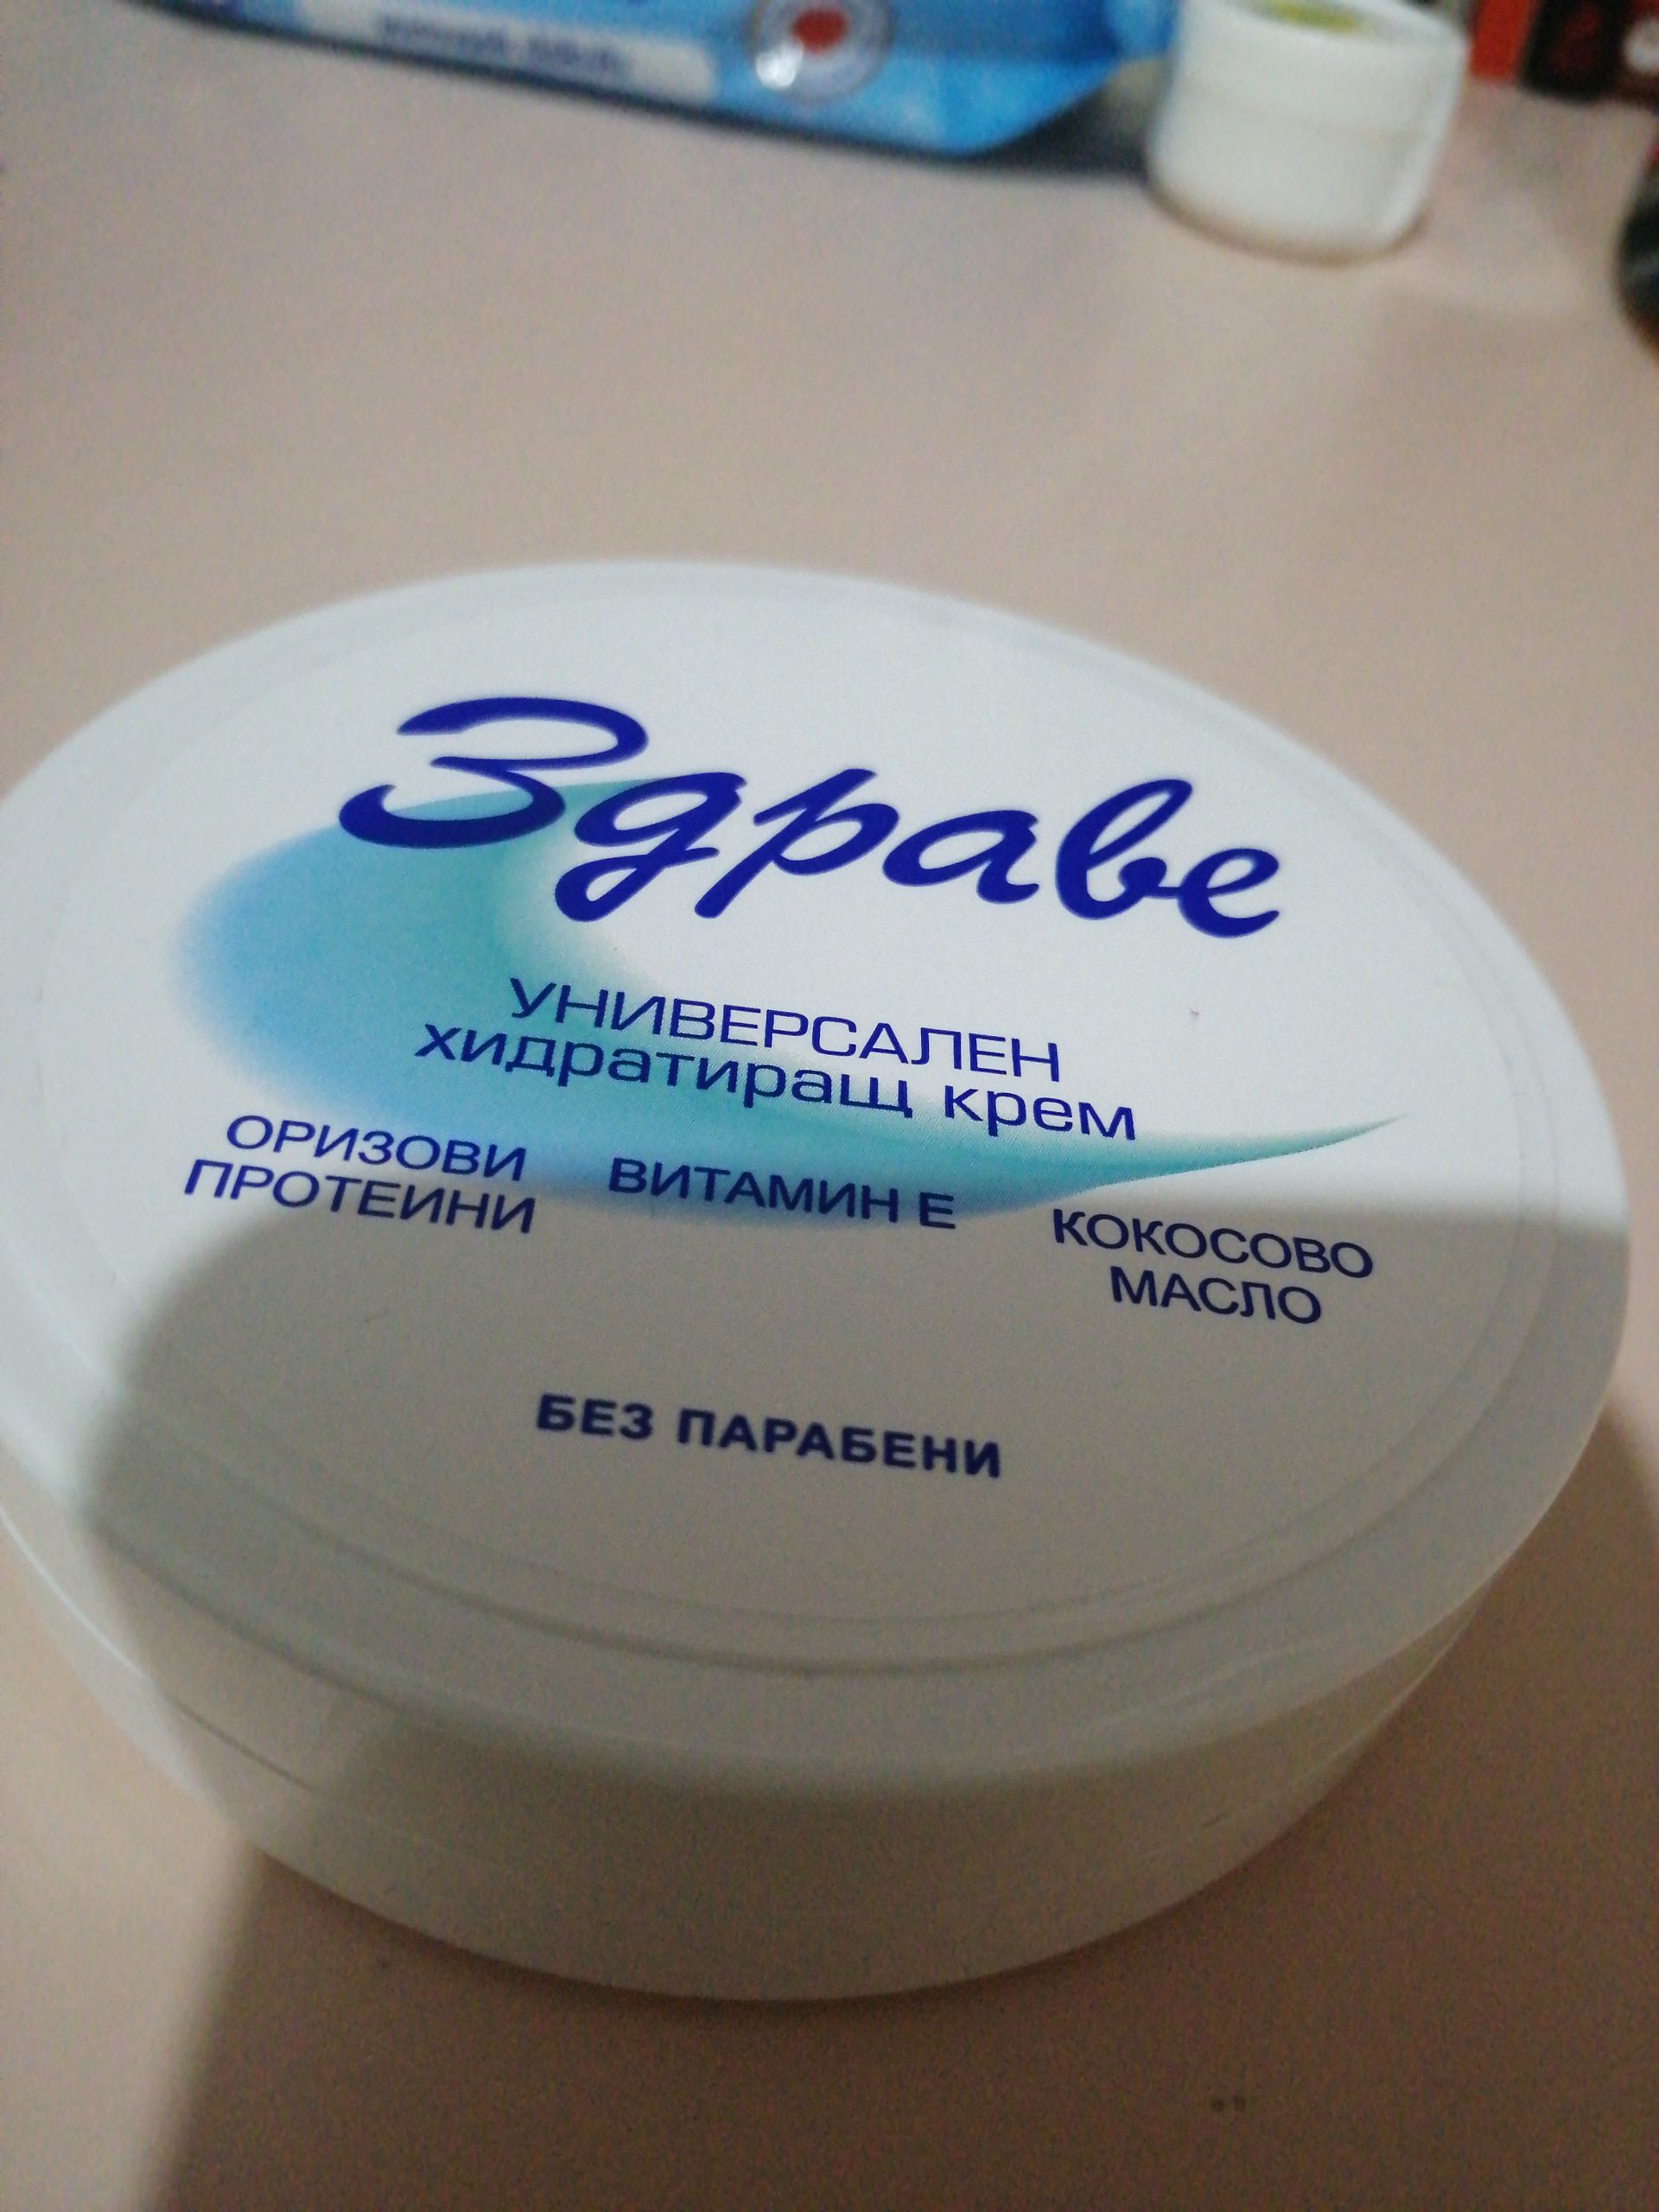 Здраве
УНИВЕРСАЛЕН
хидратиращ крем
ОРИЗОВИ
ПРОТЕИНИ
ВИТАМИН Е
КОКОСОВО
МАСЛО
БЕЗ ПАРАБЕНИ